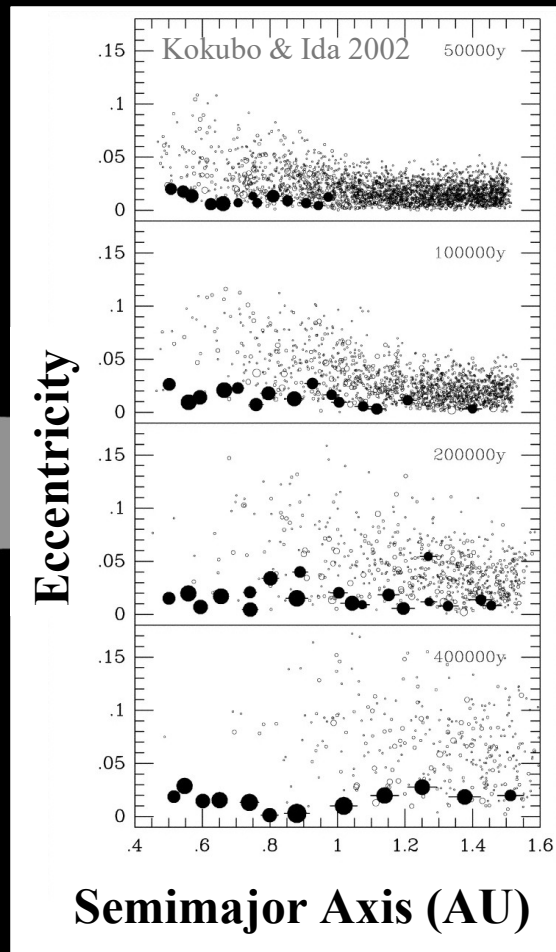 Kokubo & Ida 2002
50000y
.15
.1
.05
0
100000y
.15
.1
.05
0
200000y
.15
.1
.05
0
400000y
.15
.1
.05
0
.4 .6 .8 1 1.2 1.4 1.6
Eccentricity
Semimajor Axis (AU)